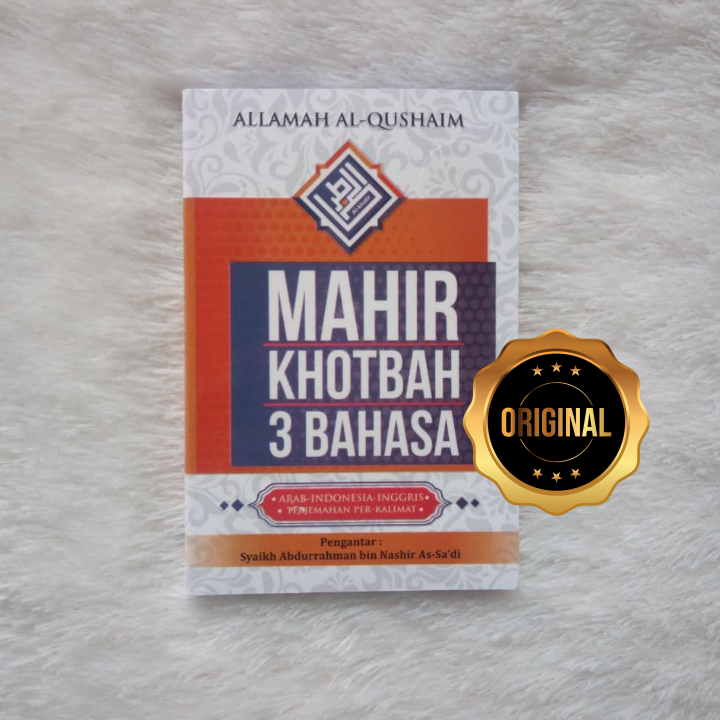 ALLAMAH AL-QUSHAIM
MAHIR
KHOTBAH
3 BAHASA
ORIGINAL
• ARAB-INDONESIA-INGGRIS •
• TERJEMAHAN PER-KALIMAT •
Pengantar :
Syaikh Abdurrahman bin Nashir As-Sa'di